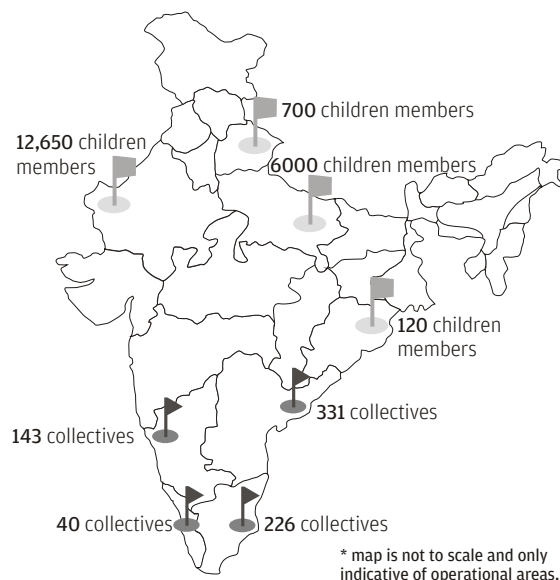 700 children members
12,650 children
members
6000 children members
120 children
members
331 collectives
143 collectives
40 collectives
226 collectives
* map is not to scale and only
indicative of operational areas.